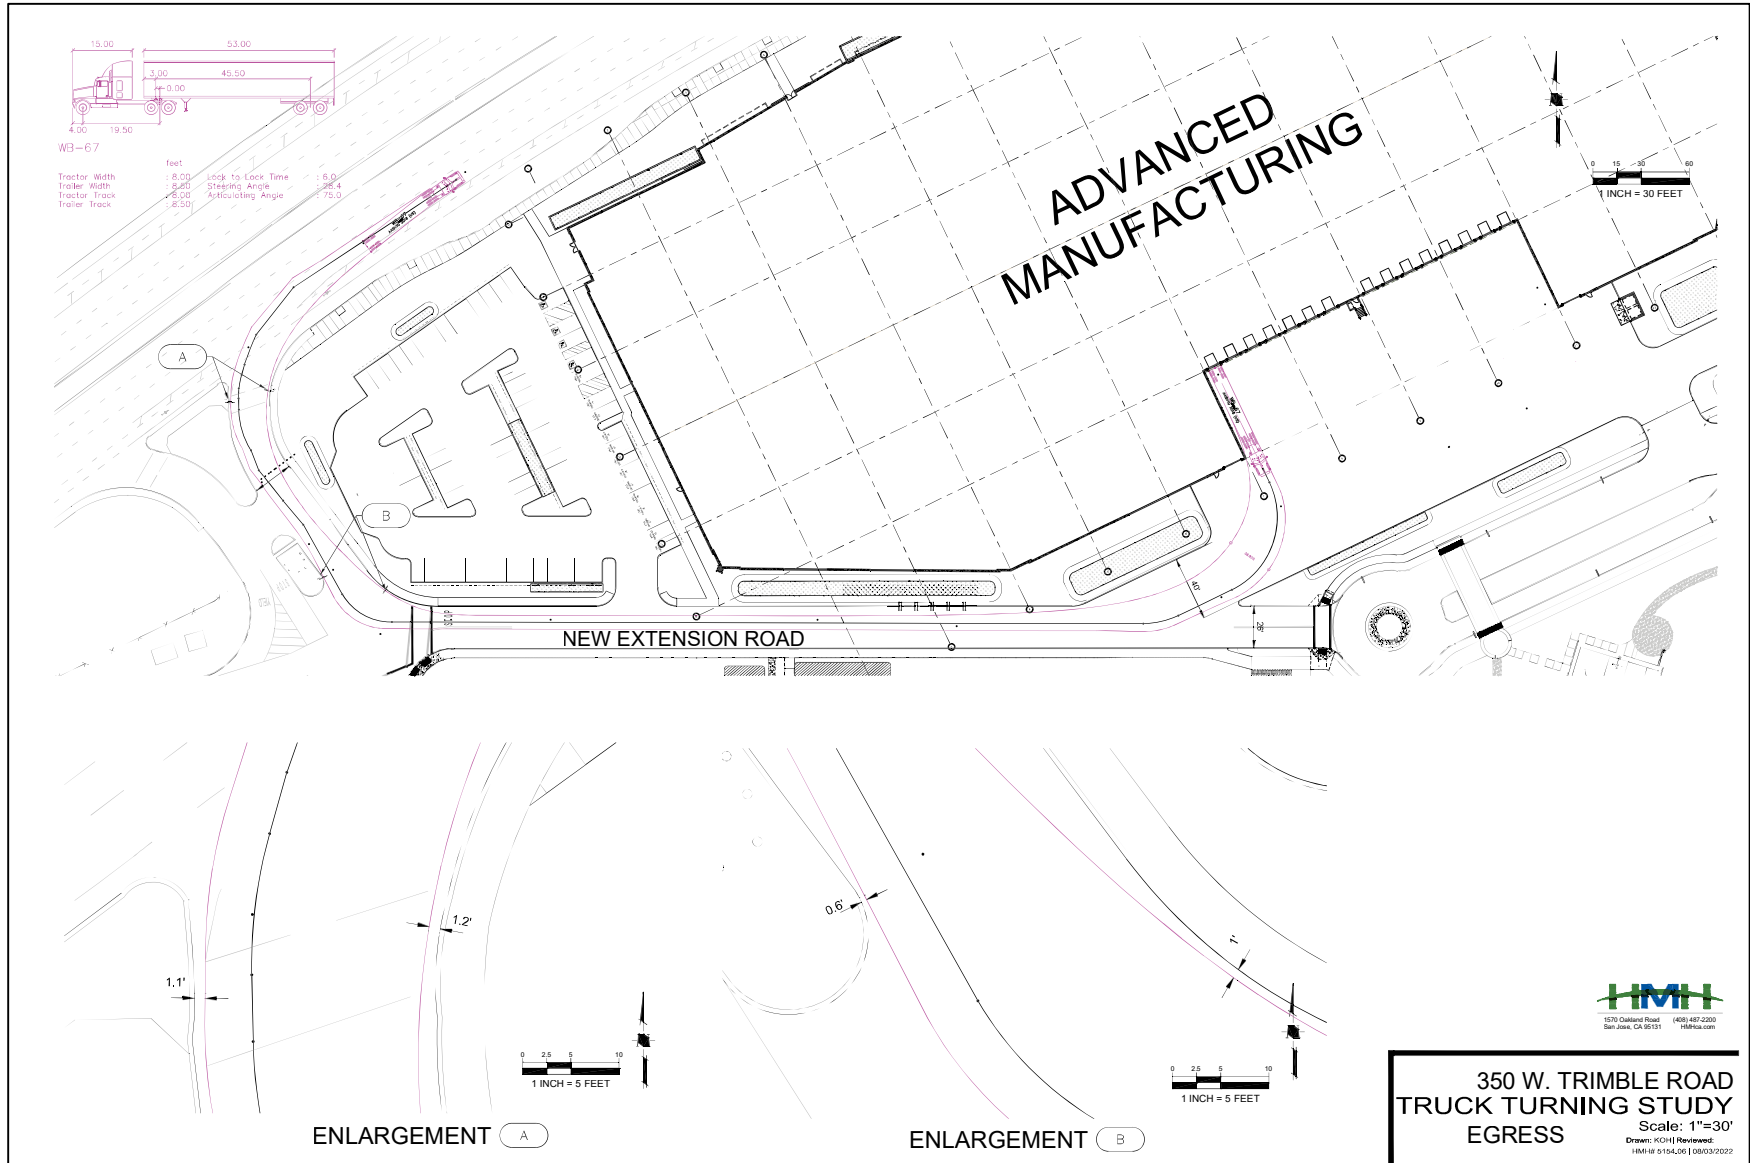 15.00
53.00
3.00
45.50
0.00
4.00
19.50
WB-67
feet
Tractor Width : 8.00 Lock to Lock Time : 6.0
Trailer Width : 8.50 Steering Angle : 28.4
Tractor Track : 8.00 Articulating Angle : 75.0
Trailer Track : 8.50
ADVANCED
MANUFACTURING
0 15 30 60
1 INCH = 30 FEET
A
B
40'
26'
NEW EXTENSION ROAD
1.1'
1.2'
0 2.5 5 10
1 INCH = 5 FEET
ENLARGEMENT A
0.6'
1'
0 2.5 5 10
1 INCH = 5 FEET
ENLARGEMENT B
HMH
1570 Oakland Road (408) 487-2200
San Jose, CA 95131 HMHca.com
350 W. TRIMBLE ROAD
TRUCK TURNING STUDY
EGRESS
Scale: 1"=30'
Drawn: KOH | Reviewed:
HMH# 5154.06 | 08/03/2022